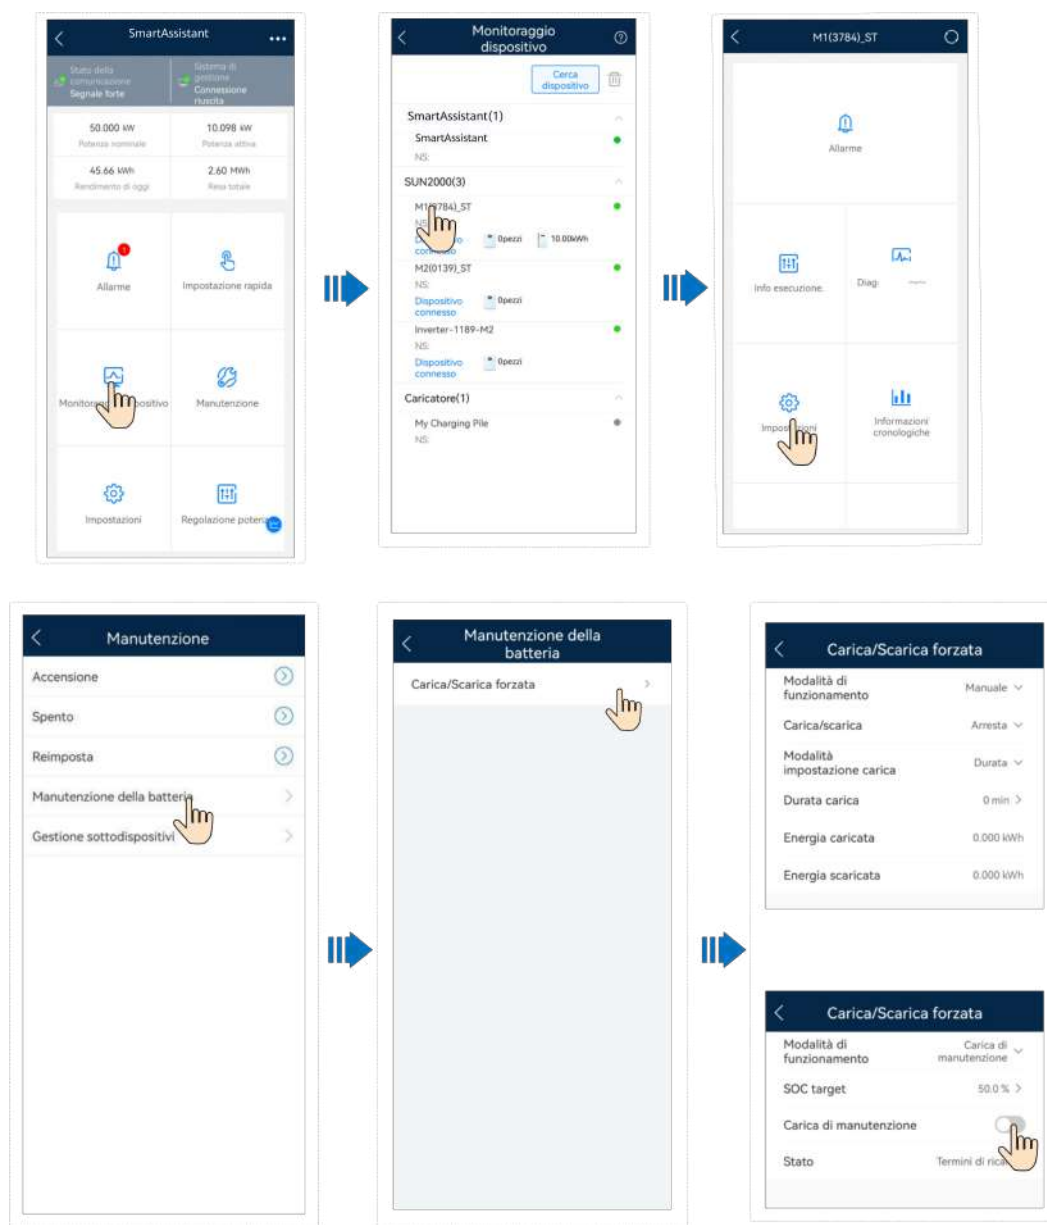 SmartAssistant
Stato della
comunicazione
Segnale forte
Sistema di
gestione
Connessione
riuscita
50.000 kW
Potenza nominale
10.098 kW
Potenza attiva
45.66 kWh
Rendimento di oggi
2.60 MWh
Resa totale
1
Allarme
Impostazione rapida
Monitoraggio dispositivo
Manutenzione
Impostazioni
Regolazione potenza
Monitoraggio
dispositivo
Cerca
dispositivo
SmartAssistant(1)
SmartAssistant
NS:
SUN2000(3)
M1(3784)_ST
0pezzi
10.00kWh
M2(0139)_ST
NS:
Dispositivo
connesso
0pezzi
Inverter-1189-M2
NS:
Dispositivo
connesso
0pezzi
Caricatore(1)
My Charging Pile
NS:
M1(3784)_ST
Allarme
Info esecuzione.
Diag
Impostazioni
Informazioni
cronologiche
Manutenzione
Accensione
Spento
Reimposta
Manutenzione della batteria
Gestione sottodispositivi
Manutenzione della
batteria
Carica/Scarica forzata
Carica/Scarica forzata
Modalità di
funzionamento
Manuale
Carica/scarica
Arresta
Modalità
impostazione carica
Durata
Durata carica
0 min
Energia caricata
0.000 kWh
Energia scaricata
0.000 kWh
Carica/Scarica forzata
Modalità di
funzionamento
Carica di
manutenzione
SOC target
50.0 %
Carica di manutenzione
Stato
Termini di rica